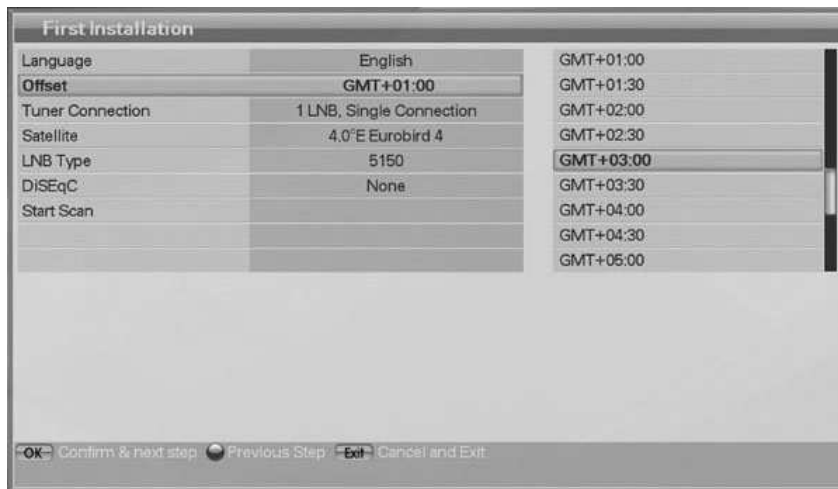 First Installation
Language English
Offset GMT+01:00
Tuner Connection 1 LNB, Single Connection
Satellite 4.0°E Eurobird 4
LNB Type 5150
DiSEqC None
Start Scan
GMT+01:00
GMT+01:30
GMT+02:00
GMT+02:30
GMT+03:00
GMT+03:30
GMT+04:00
GMT+04:30
GMT+05:00
OK Confirm & next step Previous Step Exit Cancel and Exit